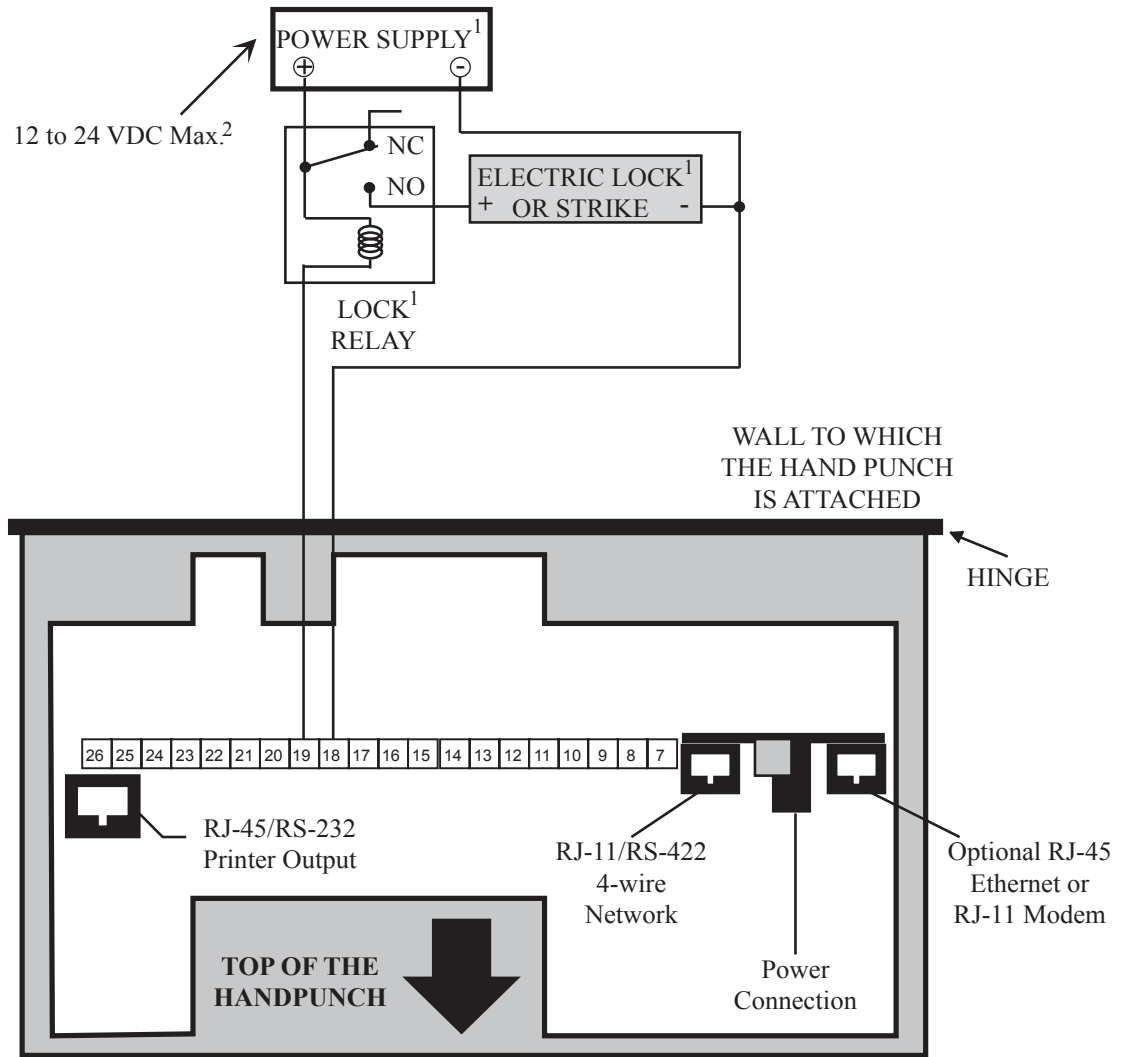 POWER SUPPLY1
+
-
12 to 24 VDC Max.2
NC
NO
ELECTRIC LOCK1
+ OR STRIKE -
LOCK1
RELAY
WALL TO WHICH
THE HAND PUNCH
IS ATTACHED
HINGE
26 25 24 23 22 21 20 19 18 17 16 15 14 13 12 11 10 9 8 7
RJ-45/RS-232
Printer Output
RJ-11/RS-422
4-wire
Network
Optional RJ-45
Ethernet or
RJ-11 Modem
Power
Connection
TOP OF THE
HANDPUNCH